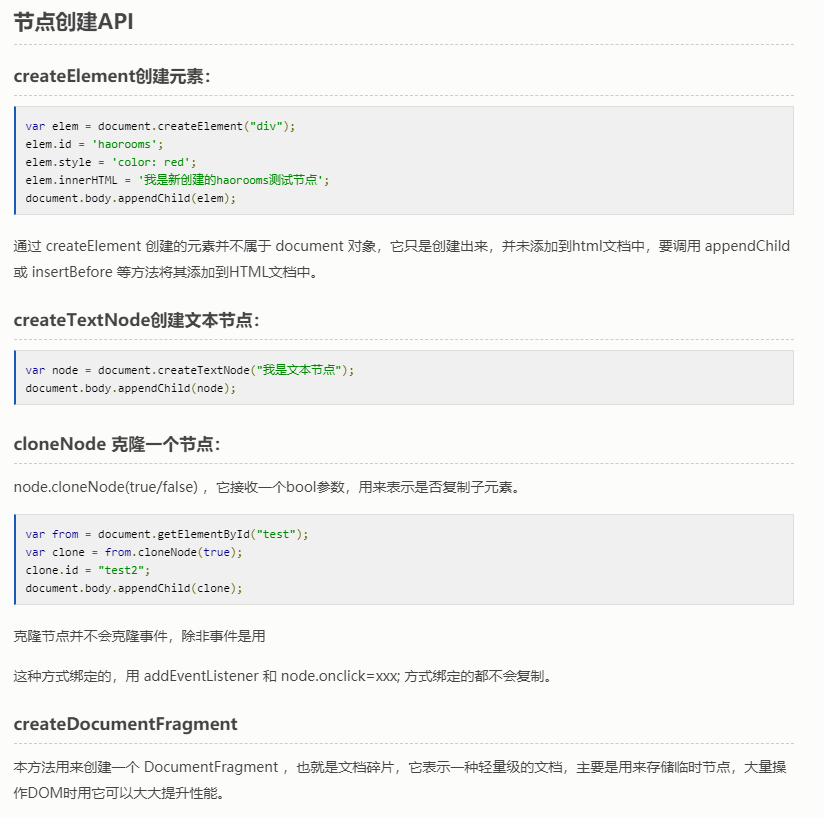 节点创建API
createElement创建元素：
var elem = document.createElement("div");
elem.id = 'haorooms';
elem.style = 'color: red';
elem.innerHTML = '我是新创建的haorooms测试节点';
document.body.appendChild(elem);
通过 createElement 创建的元素并不属于 document 对象，它只是创建出来，并未添加到html文档中，要调用 appendChild
或 insertBefore 等方法将其添加到HTML文档中。
createTextNode创建文本节点：
var node = document.createTextNode("我是文本节点");
document.body.appendChild(node);
cloneNode 克隆一个节点：
node.cloneNode(true/false) ，它接收一个bool参数，用来表示是否复制子元素。
var from = document.getElementById("test");
var clone = from.cloneNode(true);
clone.id = "test2";
document.body.appendChild(clone);
克隆节点并不会克隆事件，除非事件是用
这种方式绑定的，用 addEventListener 和 node.onclick=xxx; 方式绑定的都不会复制。
createDocumentFragment
本方法用来创建一个 DocumentFragment ，也就是文档碎片，它表示一种轻量级的文档，主要是用来存储临时节点，大量操
作DOM时用它可以大大提升性能。